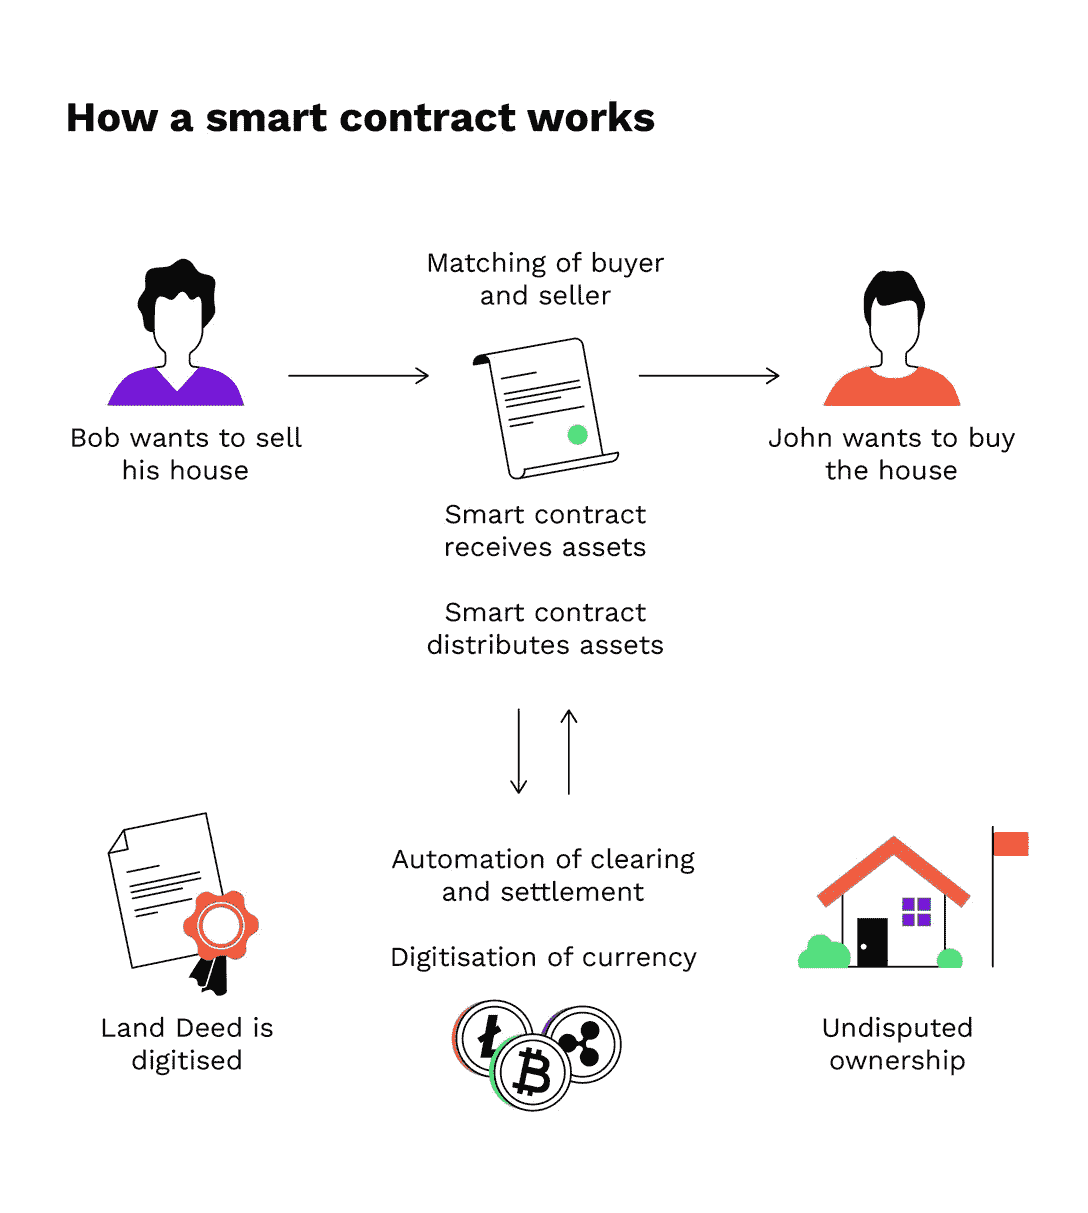 How a smart contract works
Matching of buyer
and seller
Bob wants to sell
his house
John wants to buy
the house
Smart contract
receives assets
Smart contract
distributes assets
Automation of clearing
and settlement
Digitisation of currency
Land Deed is
digitised
Undisputed
ownership